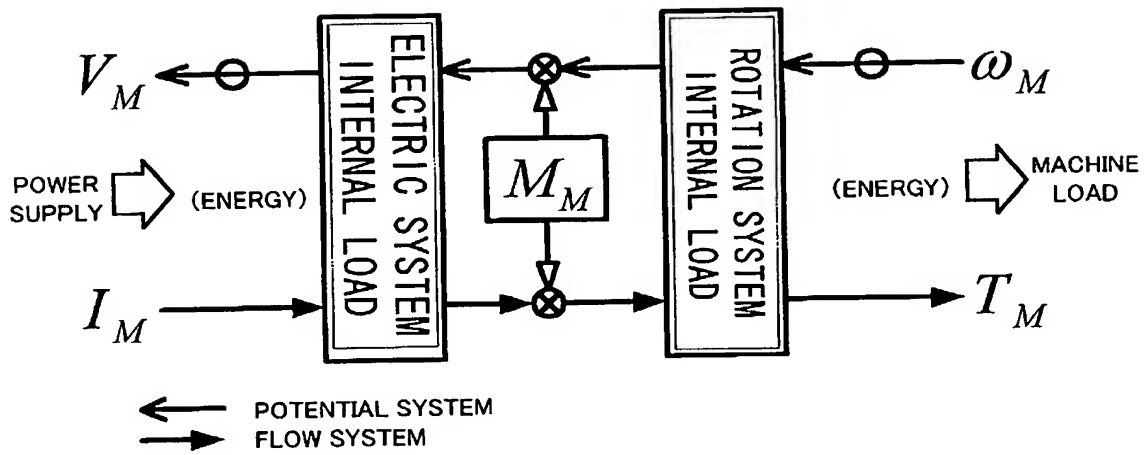 V_M
ELECTRIC SYSTEM
INTERNAL LOAD
ROTATION SYSTEM
INTERNAL LOAD
ω_M
POWER
SUPPLY
(ENERGY)
M_M
(ENERGY)
MACHINE
LOAD
I_M
T_M
POTENTIAL SYSTEM
FLOW SYSTEM